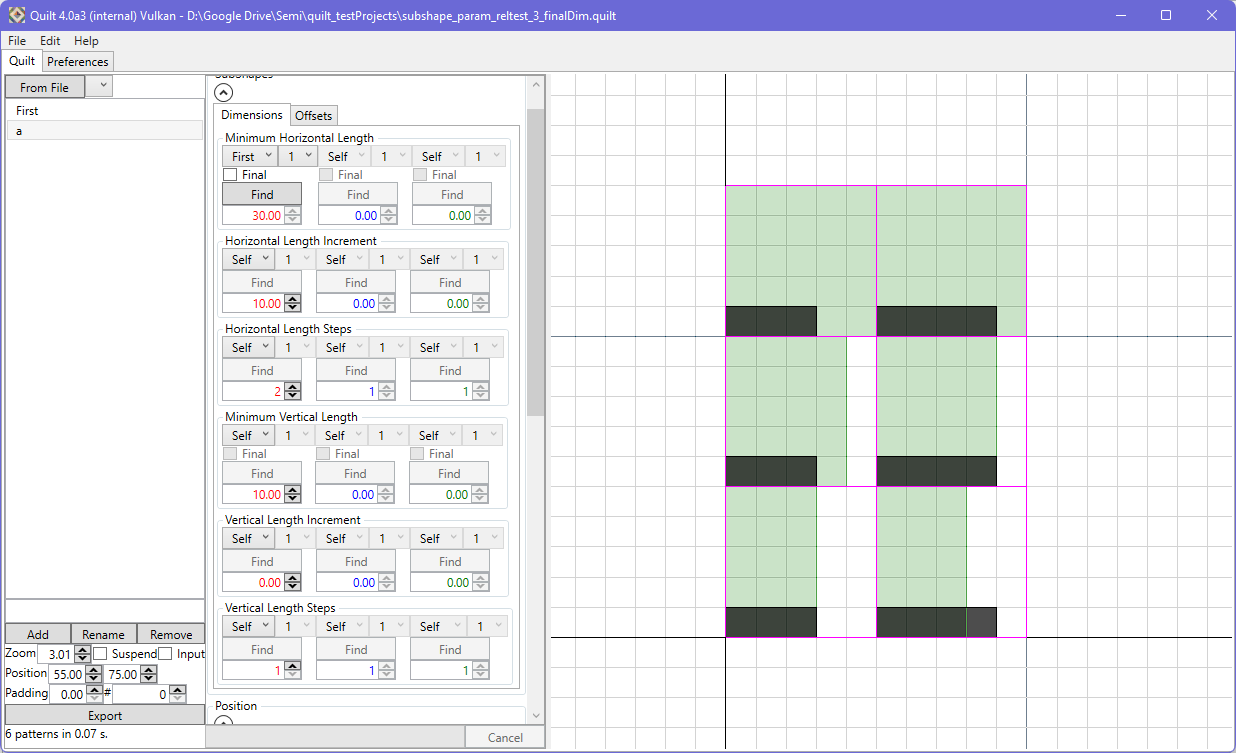 Quilt 4.0a3 (internal) Vulkan - D:\Google Drive\Semi\quilt_testProjects\subshape_param_reltest_3_finalDim.quilt
File Edit Help
Quilt Preferences
From File
First
a
Subshapes
Dimensions Offsets
Minimum Horizontal Length
First 1 Self 1 Self 1
Final Final Final
Find Find Find
30.00 0.00 0.00
Horizontal Length Increment
Self 1 Self 1 Self 1
Find Find Find
10.00 0.00 0.00
Horizontal Length Steps
Self 1 Self 1 Self 1
Find Find Find
2 1 1
Minimum Vertical Length
Self 1 Self 1 Self 1
Final Final Final
Find Find Find
10.00 0.00 0.00
Vertical Length Increment
Self 1 Self 1 Self 1
Find Find Find
0.00 0.00 0.00
Vertical Length Steps
Self 1 Self 1 Self 1
Find Find Find
1 1 1
Position
Add Rename Remove
Zoom 3.01 Suspend Input
Position 55.00 75.00
Padding 0.00 # 0
Export
6 patterns in 0.07 s.
Cancel